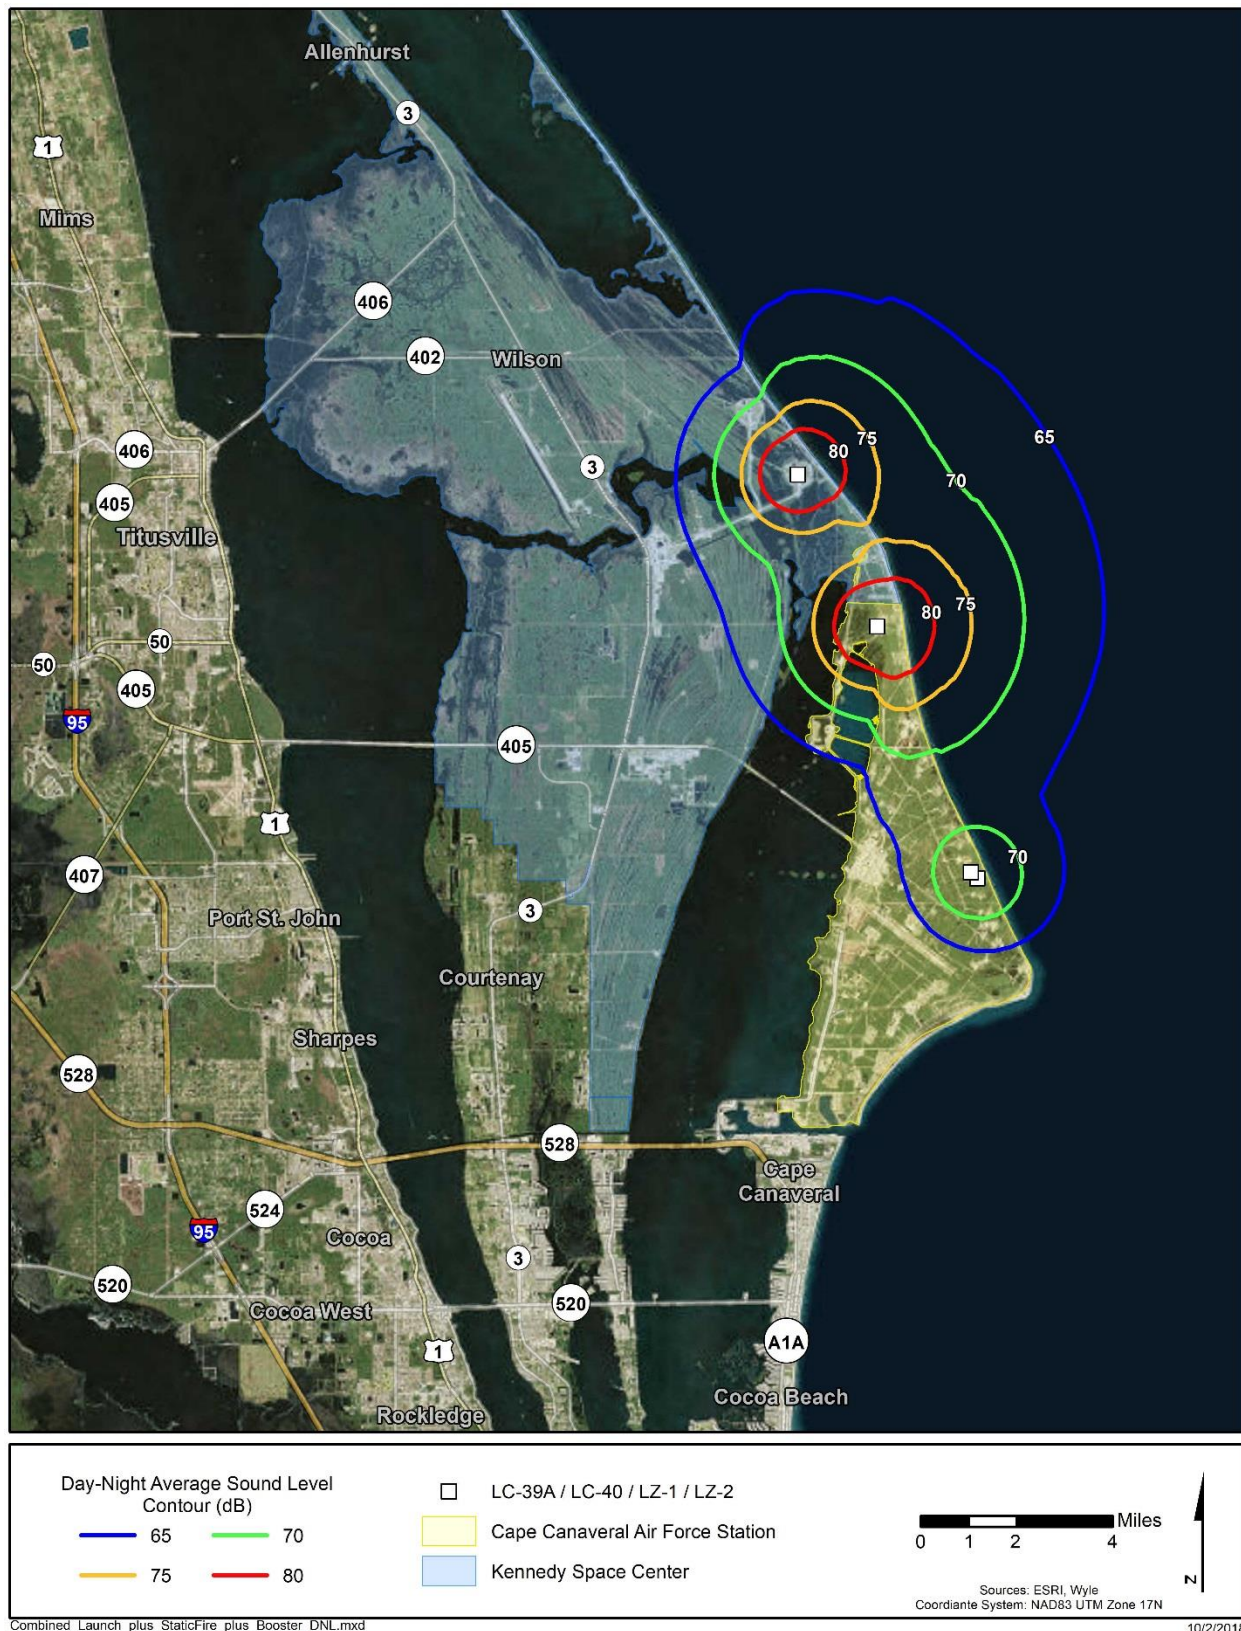 Allenhurst
3
1
Mims
406
402
Wilson
65
406
75
80
70
3
405
Titusville
80
75
50
50
405
95
405
1
70
407
3
Port St. John
Courtenay
Sharpes
528
528
Cape
Canaveral
524
95
Cocoa
3
520
Cocoa West
520
1
A1A
Cocoa Beach
Rockledge
Day-Night Average Sound Level
Contour (dB)
65
70
75
80
LC-39A / LC-40 / LZ-1 / LZ-2
Cape Canaveral Air Force Station
Kennedy Space Center
Miles
0 1 2 4
N
Sources: ESRI, Wyle
Coordiante System: NAD83 UTM Zone 17N
Combined_Launch_plus_StaticFire_plus_Booster_DNL.mxd
10/2/2018